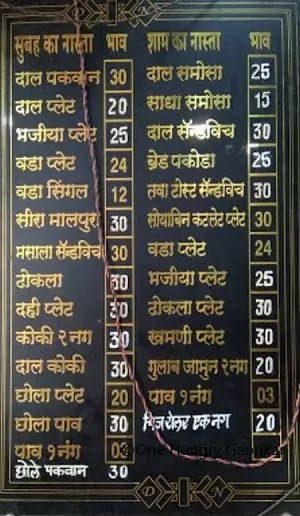 सुबह का नास्ता भाव
दाल पकवान 30
दाल प्लेट 20
भजीया प्लेट 25
वडा प्लेट 24
वडा सिंगल 12
सीरा मालपुरा 30
मसाला सॅन्डविच 30
ढोकला 30
दही प्लेट 30
कोकी २ नग 30
दाल कोकी 30
छोला प्लेट 20
छोला पाव 30
पाव १ नंग
छोले पकवान 30
शाम का नास्ता भाव
दाल समोसा 25
साधा समोसा 15
दाल सॅन्डविच 30
ब्रेड पकोडा 25
तवा टोस्ट सॅन्डविच 30
सोयाबिन कटलेट प्लेट 30
वडा प्लेट 24
भजीया प्लेट 25
ढोकला प्लेट 30
खमणी प्लेट 30
गुलाब जामुन २ नग 20
पाव १ नंग 03
एक नग 20
©One Hungry Gaonkar
D N